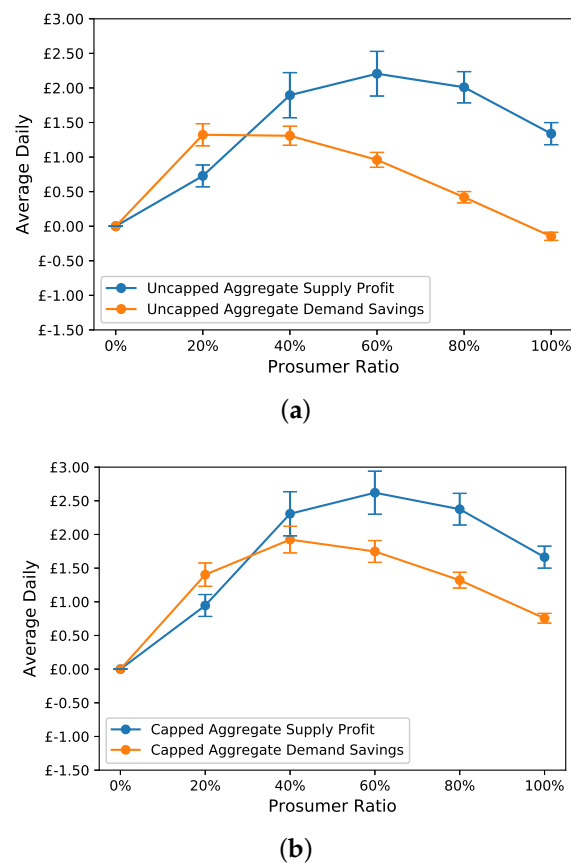 £3.00
£2.50
£2.00
£1.50
£1.00
£0.50
£0.00
£-0.50
£-1.00
£-1.50
Average Daily
Uncapped Aggregate Supply Profit
Uncapped Aggregate Demand Savings
0% 20% 40% 60% 80% 100%
Prosumer Ratio
(a)
£3.00
£2.50
£2.00
£1.50
£1.00
£0.50
£0.00
£-0.50
£-1.00
£-1.50
Average Daily
Capped Aggregate Supply Profit
Capped Aggregate Demand Savings
0% 20% 40% 60% 80% 100%
Prosumer Ratio
(b)